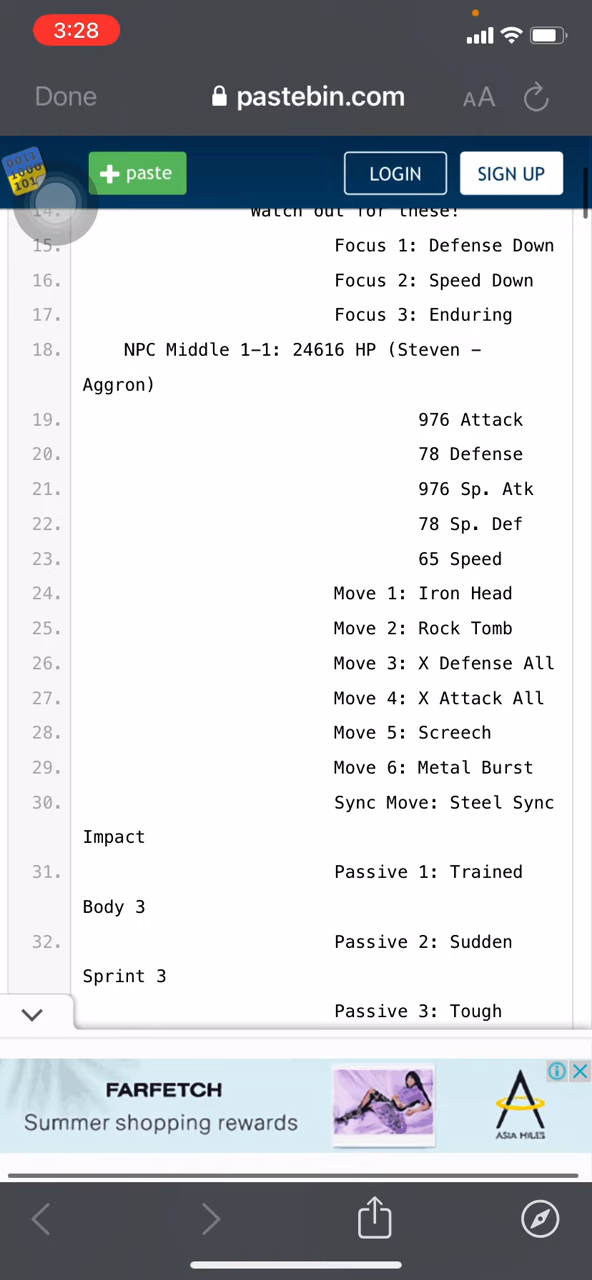 3:28
Done
pastebin.com
AA
0011
1000
101
+ paste
LOGIN
SIGN UP
14. Watch out for these!
15. Focus 1: Defense Down
16. Focus 2: Speed Down
17. Focus 3: Enduring
18. NPC Middle 1-1: 24616 HP (Steven -
Aggron)
19. 976 Attack
20. 78 Defense
21. 976 Sp. Atk
22. 78 Sp. Def
23. 65 Speed
24. Move 1: Iron Head
25. Move 2: Rock Tomb
26. Move 3: X Defense All
27. Move 4: X Attack All
28. Move 5: Screech
29. Move 6: Metal Burst
30. Sync Move: Steel Sync
Impact
31. Passive 1: Trained
Body 3
32. Passive 2: Sudden
Sprint 3
Passive 3: Tough
FARFETCH
Summer shopping rewards
ASIA MILES